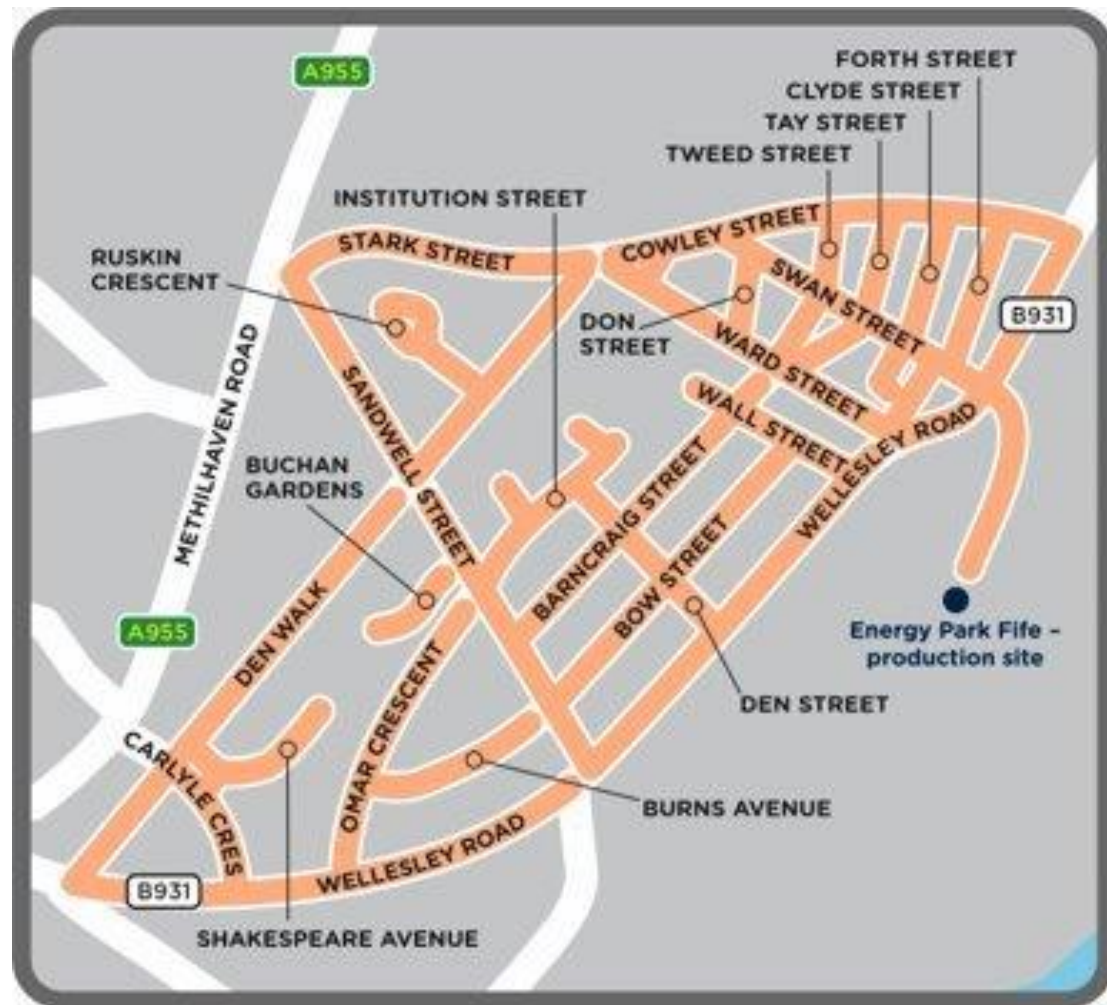 A955
FORTH STREET
CLYDE STREET
TAY STREET
TWEED STREET
INSTITUTION STREET
COWLEY STREET
STARK STREET
RUSKIN
CRESCENT
SWAN STREET
DON
STREET
B931
WARD STREET
METHILHAVEN ROAD
SANDWELL STREET
WALL STREET
WELLESLEY ROAD
BUCHAN
GARDENS
BARNCRAIG STREET
BOW STREET
Energy Park Fife –
production site
A955
DEN WALK
OMAR CRESCENT
DEN STREET
CARLYLE CRES
BURNS AVENUE
WELLESLEY ROAD
B931
SHAKESPEARE AVENUE